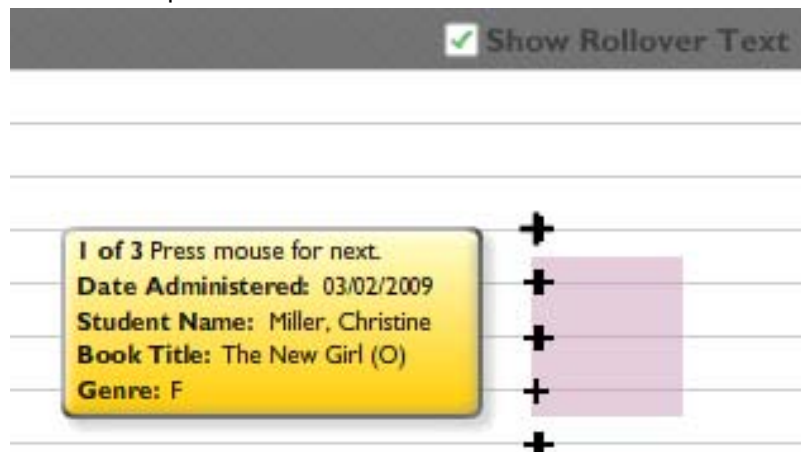 Show Rollover Text
1 of 3 Press mouse for next.
Date Administered: 03/02/2009
Student Name: Miller, Christine
Book Title: The New Girl (O)
Genre: F